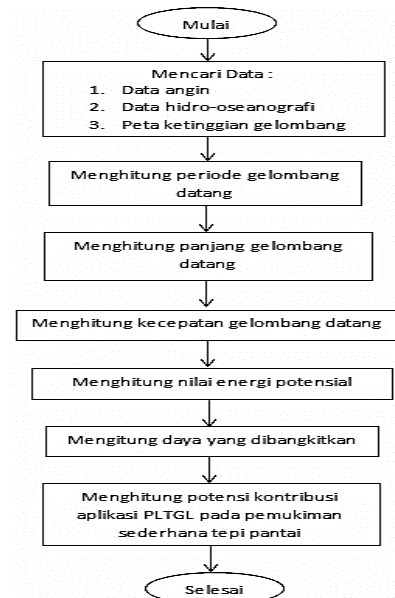 Mulai
Mencari Data :
1. Data angin
2. Data hidro-oseanografi
3. Peta ketinggian gelombang
Menghitung periode gelombang
datang
Menghitung panjang gelombang
datang
Menghitung kecepatan gelombang datang
Menghitung nilai energi potensial
Mengitung daya yang dibangkitkan
Menghitung potensi kontribusi
aplikasi PLTGL pada pemukiman
sederhana tepi pantai
Selesai